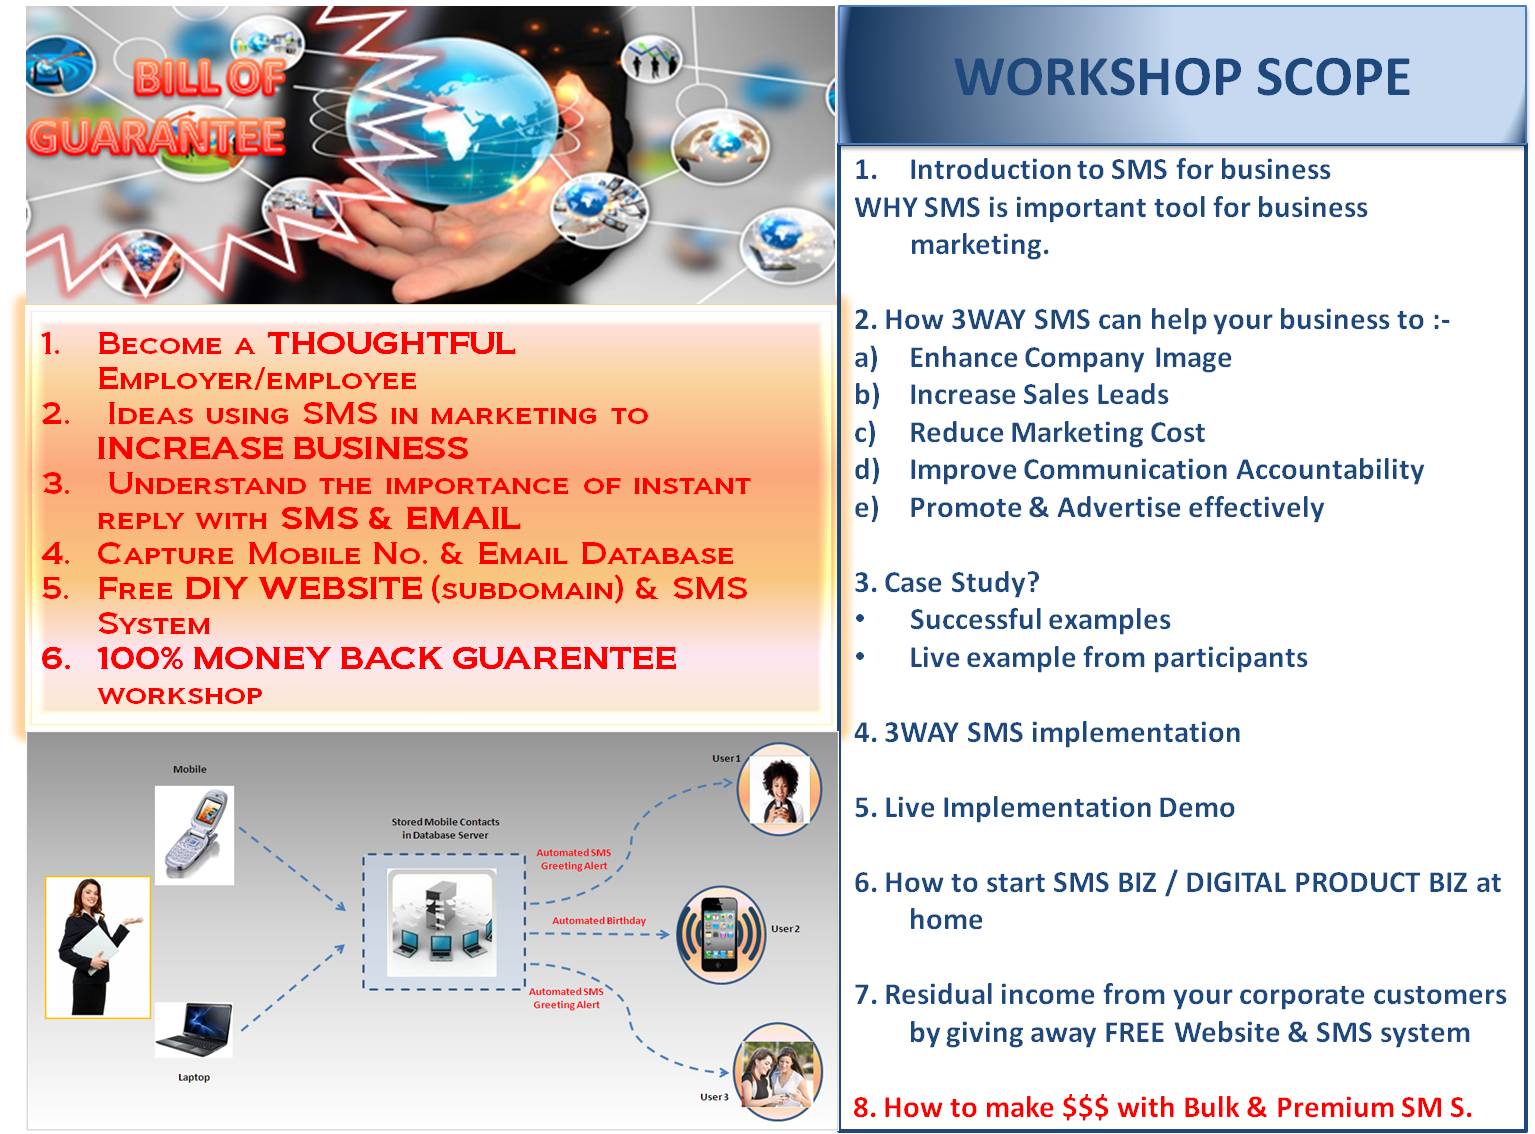 BILL OF
GUARANTEE
1. Become a THOUGHTFUL
Employer/employee
2. Ideas using SMS in marketing to
INCREASE BUSINESS
3. Understand the importance of instant
reply with SMS & EMAIL
4. Capture Mobile No. & Email Database
5. Free DIY WEBSITE (subdomain) & SMS
System
6. 100% MONEY BACK GUARENTEE
workshop
Mobile
Laptop
Stored Mobile Contacts
in Database Server
Automated SMS
Greeting Alert
Automated Birthday
Automated SMS
Greeting Alert
User 1
User 2
User 3
WORKSHOP SCOPE
1. Introduction to SMS for business
WHY SMS is important tool for business
marketing.
2. How 3WAY SMS can help your business to :-
a) Enhance Company Image
b) Increase Sales Leads
c) Reduce Marketing Cost
d) Improve Communication Accountability
e) Promote & Advertise effectively
3. Case Study?
• Successful examples
• Live example from participants
4. 3WAY SMS implementation
5. Live Implementation Demo
6. How to start SMS BIZ / DIGITAL PRODUCT BIZ at
home
7. Residual income from your corporate customers
by giving away FREE Website & SMS system
8. How to make $$$ with Bulk & Premium SM S.